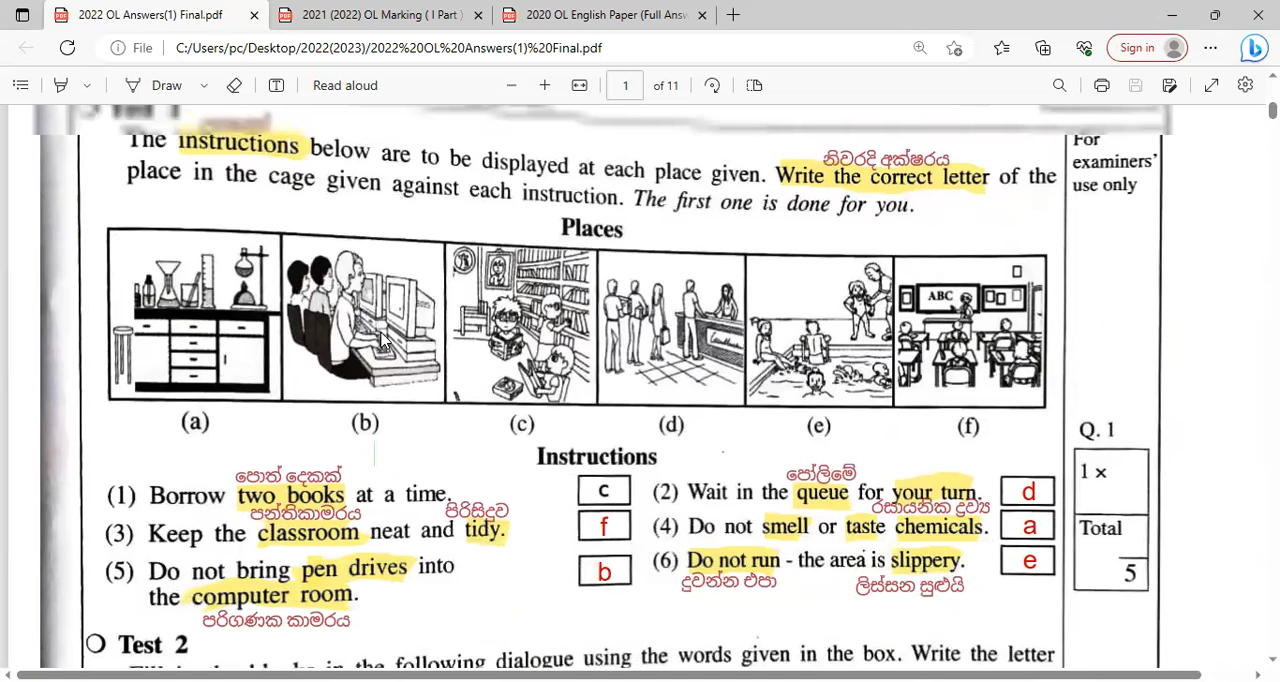 2022 OL Answers(1) Final.pdf
2021 (2022) OL Marking ( I Part )
2020 OL English Paper (Full Answ
File
C:/Users/pc/Desktop/2022(2023)/2022%20OL%20Answers(1)%20Final.pdf
Sign in
Draw
Read aloud
1 of 11
The instructions below are to be displayed at each place given. Write the correct letter of the
නිවරදි අක්ෂරය
place in the cage given against each instruction. The first one is done for you.
For
examiners'
use only
Places
ABC
(a) (b) (c) (d) (e) (f)
Instructions
Q. 1
පොත් දෙකක්
පෝලිමේ
1 ×
(1) Borrow two books at a time. c
(2) Wait in the queue for your turn. d
පන්තිකාමරය
පිරිසිදුව
රසායනික ද්‍රව්‍ය
(3) Keep the classroom neat and tidy. f
(4) Do not smell or taste chemicals. a
Total
5
(5) Do not bring pen drives into
the computer room. b
(6) Do not run - the area is slippery. e
දුවන්න එපා
ලිස්සන සුළුයි
පරිගණක කාමරය
Test 2
following dialogue using the words given in the box. Write the letter